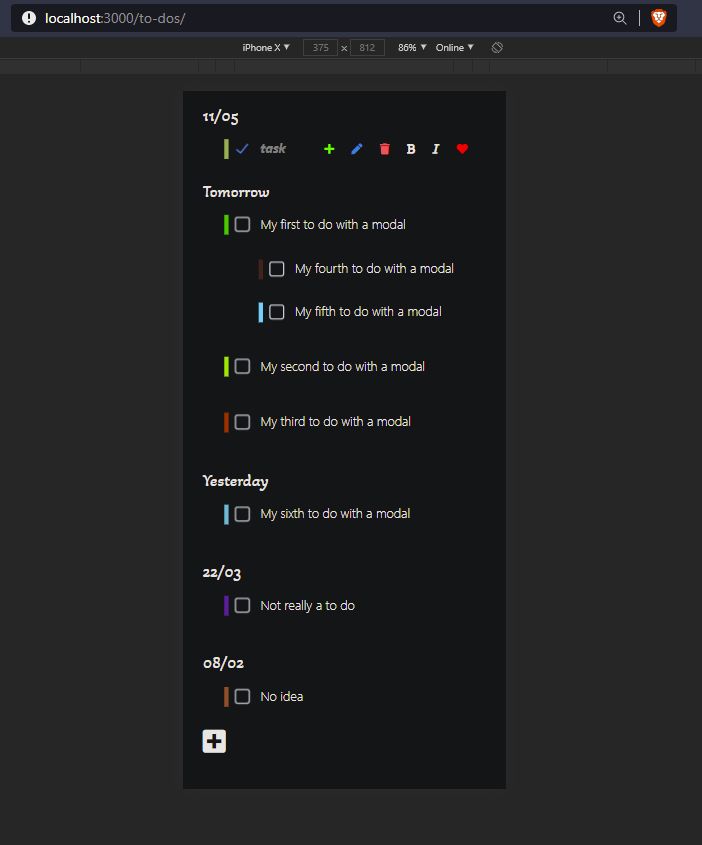 localhost:3000/to-dos/
iPhone X ▼ 375 x 812 86% ▼ Online ▼
11/05
task B I
Tomorrow
My first to do with a modal
My fourth to do with a modal
My fifth to do with a modal
My second to do with a modal
My third to do with a modal
Yesterday
My sixth to do with a modal
22/03
Not really a to do
08/02
No idea